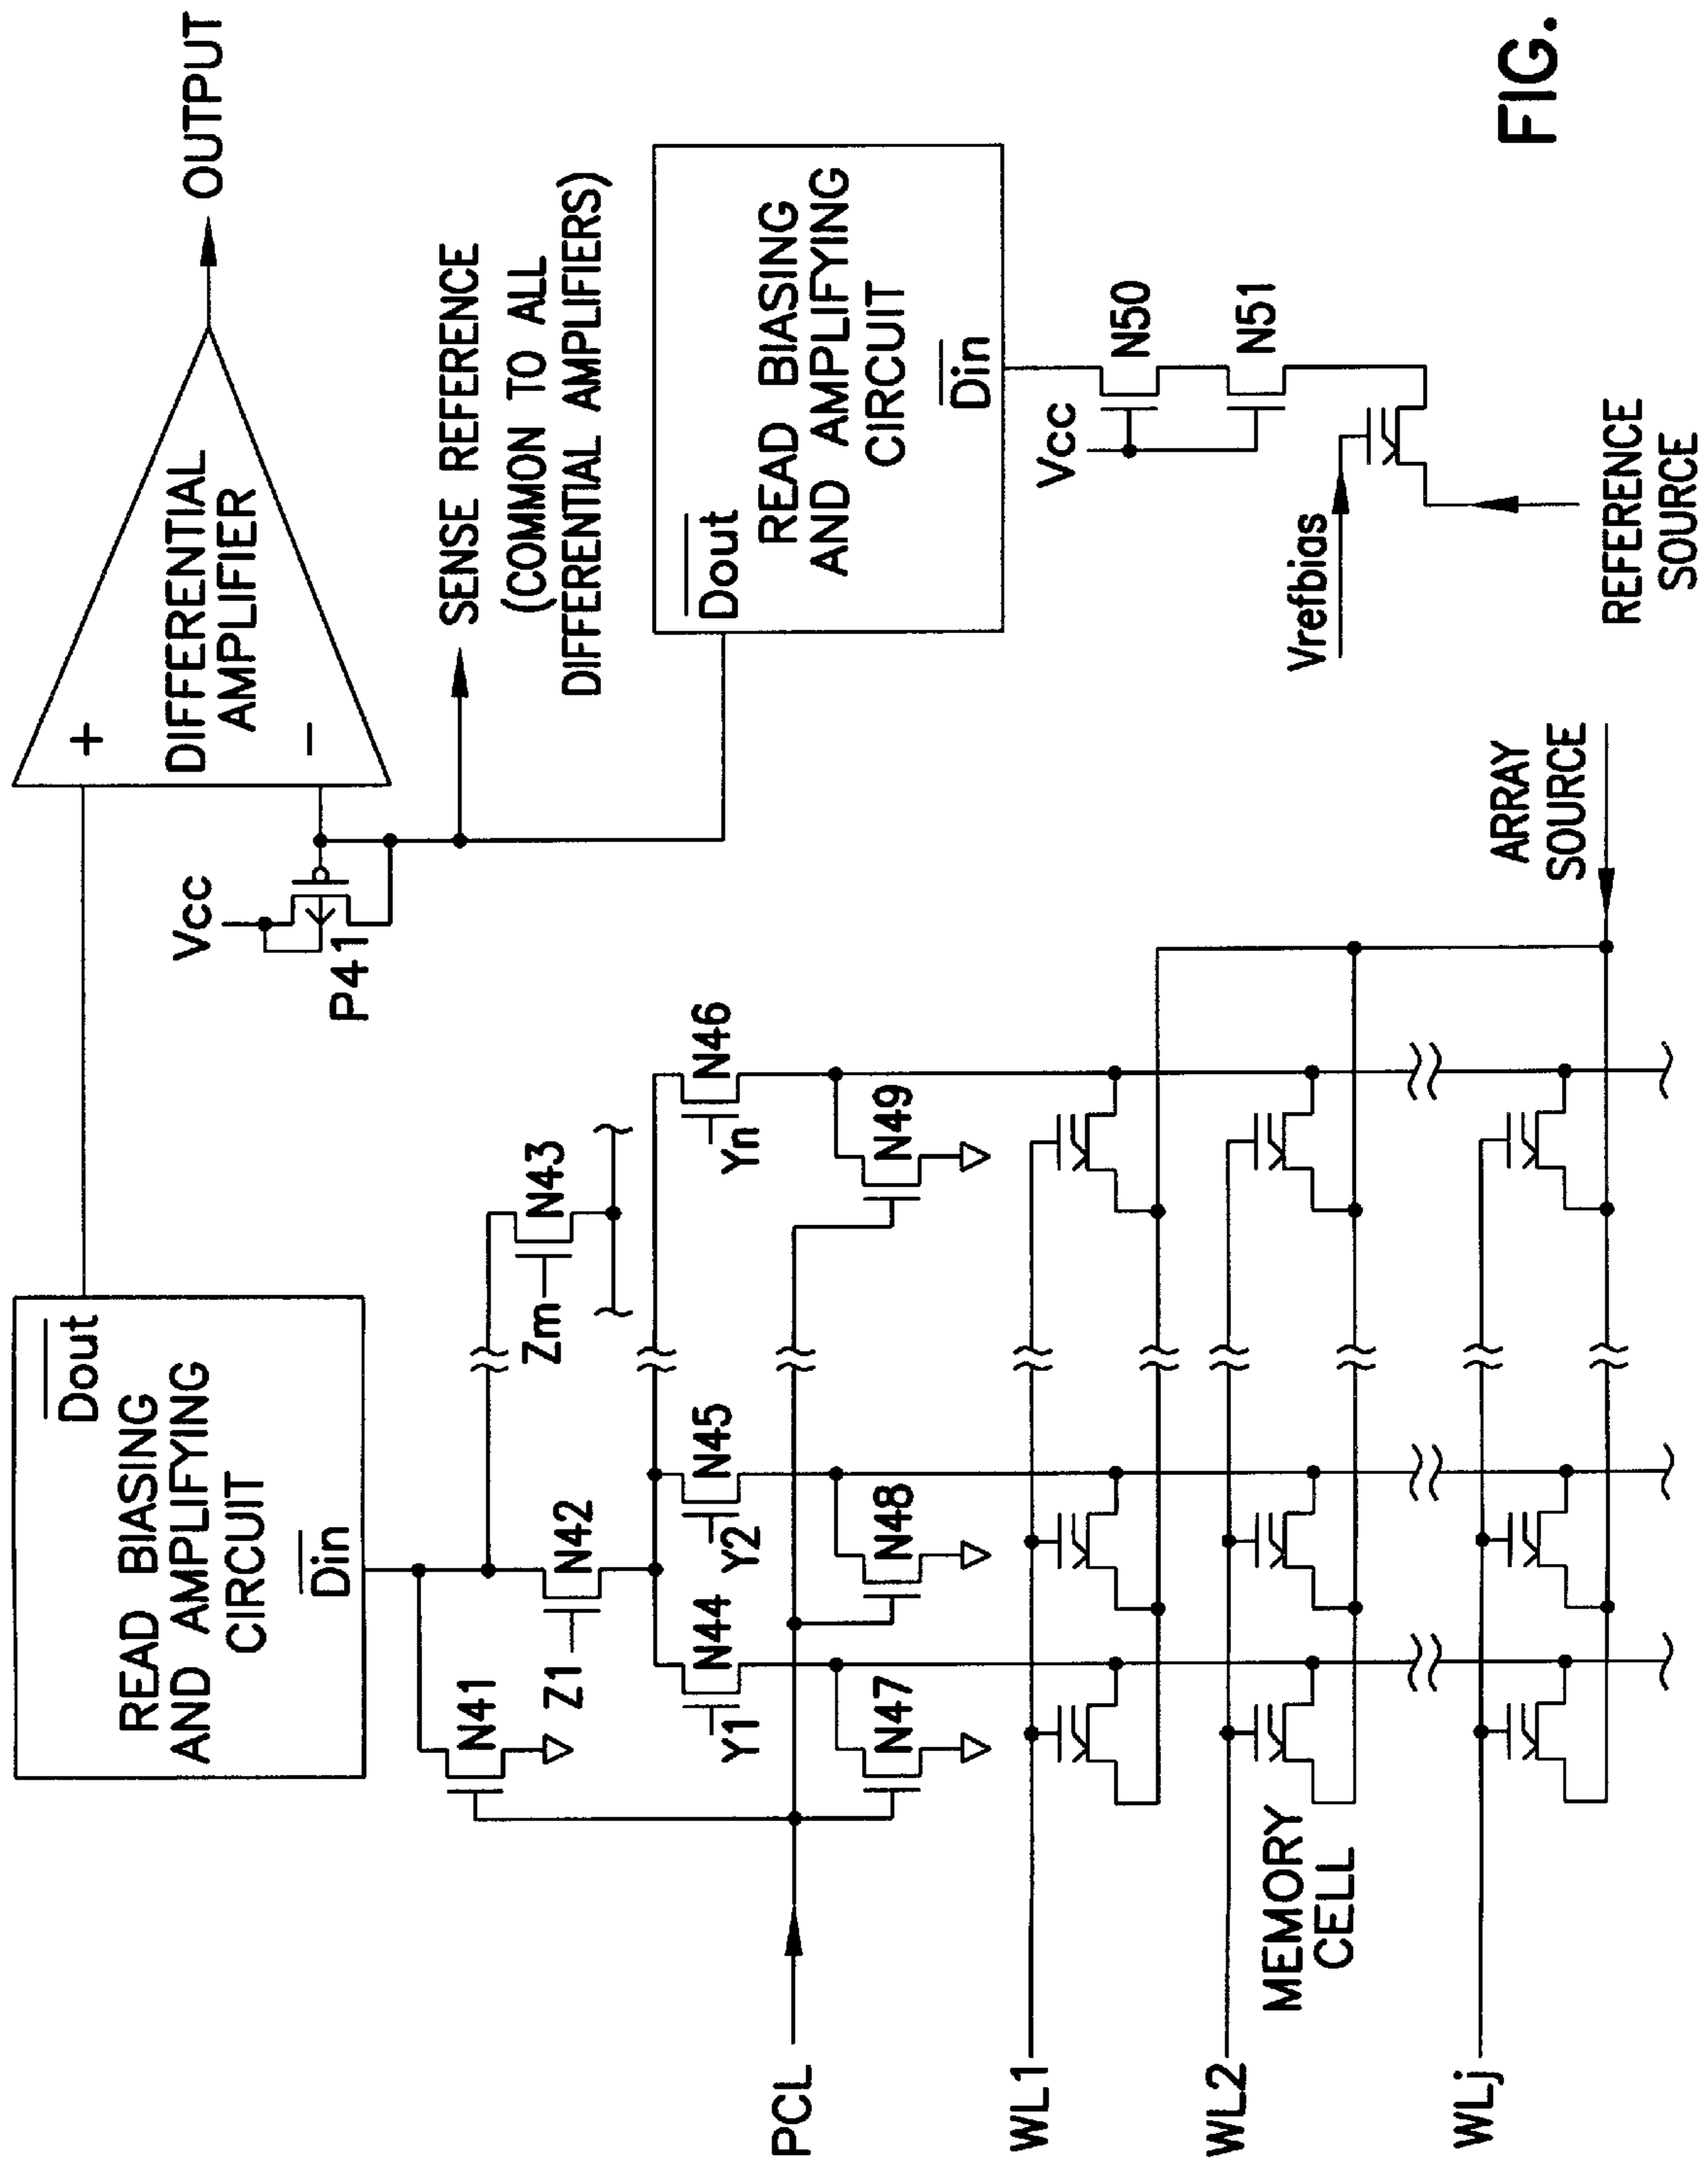 DIFFERENTIAL
AMPLIFIER
+
−
OUTPUT
Vcc
P41
SENSE REFERENCE
(COMMON TO ALL
DIFFERENTIAL AMPLIFIERS)
Dout
READ BIASING
AND AMPLIFYING
CIRCUIT
Din
Dout
READ BIASING
AND AMPLIFYING
CIRCUIT
Din
Vcc
N50
N51
Vrefbias
REFERENCE
SOURCE
N41
Z1
N42
Zm
N43
Y1
N44
Y2
N45
Yn
N46
N47
N48
N49
PCL
WL1
WL2
MEMORY
CELL
WLj
ARRAY
SOURCE
FIG.